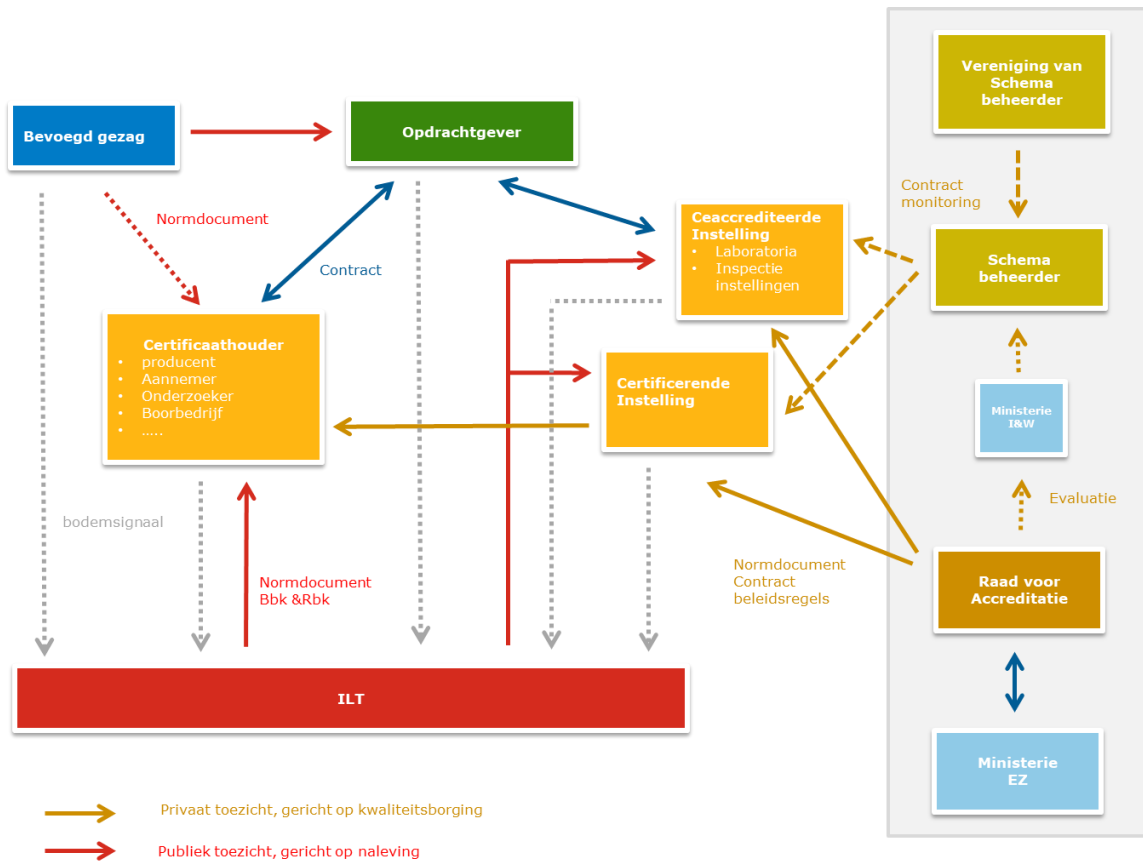 Vereniging van
Schema
beheerder
Bevoegd gezag
Opdrachtgever
Contract
monitoring
Normdocument
Ceaccrediteerde
Instelling
• Laboratoria
• Inspectie
instellingen
Schema
beheerder
Contract
Certificaathouder
• producent
• Aannemer
• Onderzoeker
• Boorbedrijf
• .....
Certificerende
Instelling
Ministerie
I&W
Evaluatie
bodemsignaal
Normdocument
Bbk &Rbk
Normdocument
Contract
beleidsregels
Raad voor
Accreditatie
ILT
Ministerie
EZ
Privaat toezicht, gericht op kwaliteitsborging
Publiek toezicht, gericht op naleving